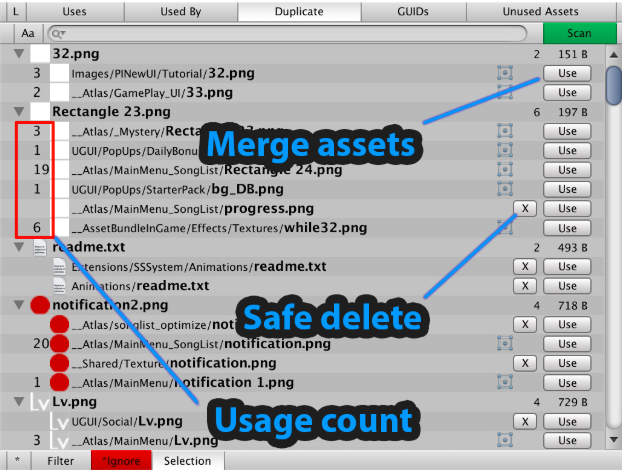 L Uses Used By Duplicate GUIDs Unused Assets
Aa Scan
32.png 2 151 B
3 Images/PINewUI/Tutorial/32.png Use
2 __Atlas/GamePlay_UI/33.png Use
Rectangle 23.png 6 197 B
3 __Atlas/_Mystery/Recta Use
Merge assets
1 UGUI/PopUps/DailyBonu Use
19 __Atlas/MainMenu_SongList/Rectangle 24.png Use
1 UGUI/PopUps/StarterPack/bg_DB.png Use
__Atlas/MainMenu_SongList/progress.png X Use
6 __AssetBundleInGame/Effects/Textures/while32.png Use
readme.txt 2 493 B
Extensions/SSSystem/Animations/readme.txt X Use
Animations/readme.txt X Use
notification2.png 4 718 B
Safe delete
__Atlas/songlist_optimize/noti X Use
20 __Atlas/MainMenu_SongList/notification.png Use
__Shared/Texture/notification.png X Use
1 __Atlas/MainMenu/notification 1.png Use
Lv Lv.png 4 729 B
Usage count
Lv UGUI/Social/Lv.png X Use
3 Lv __Atlas/MainMenu/Lv.png Use
* Filter *Ignore Selection